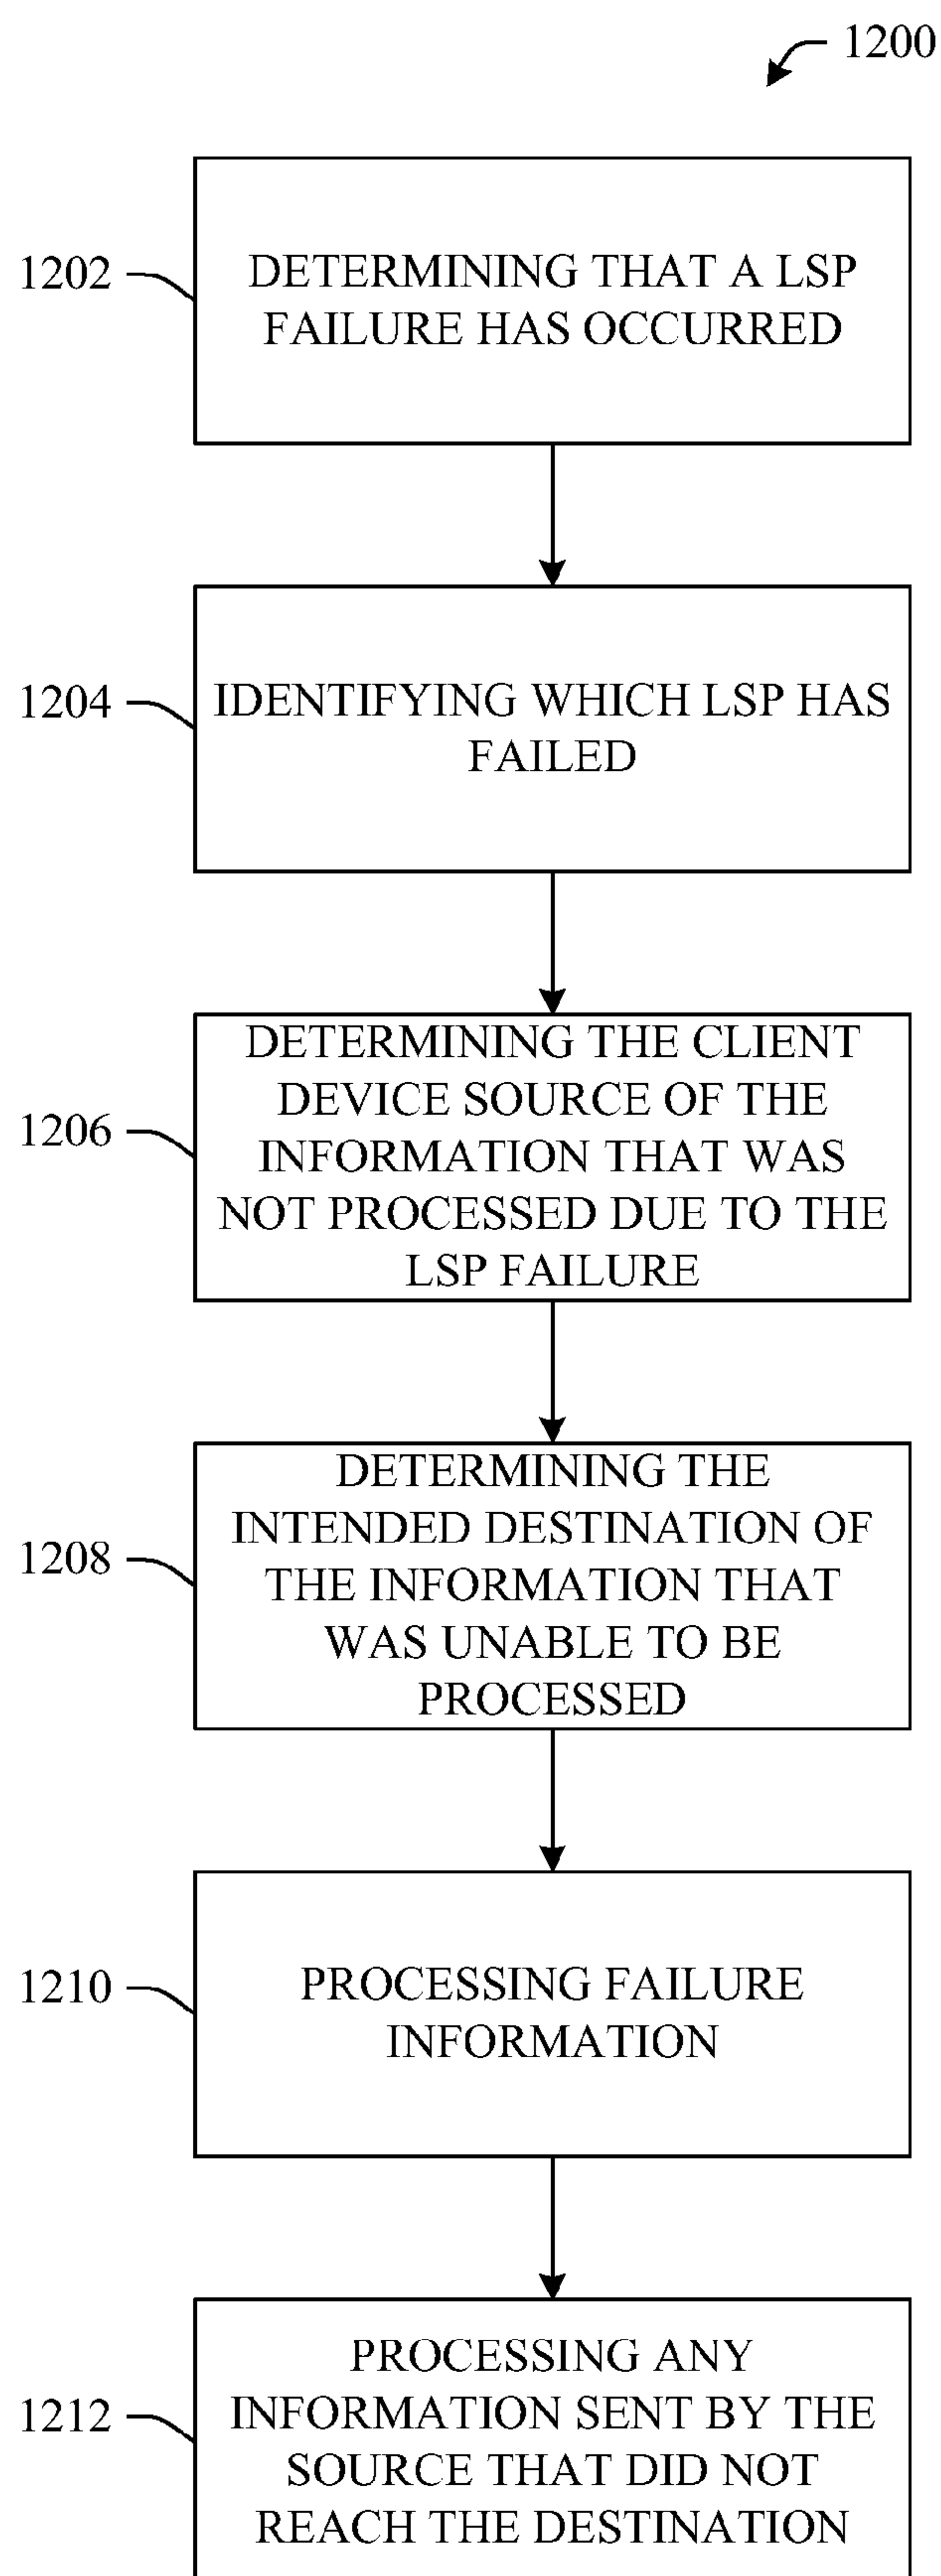 1200
1202
DETERMINING THAT A LSP
FAILURE HAS OCCURRED
1204
IDENTIFYING WHICH LSP HAS
FAILED
1206
DETERMINING THE CLIENT
DEVICE SOURCE OF THE
INFORMATION THAT WAS
NOT PROCESSED DUE TO THE
LSP FAILURE
1208
DETERMINING THE
INTENDED DESTINATION OF
THE INFORMATION THAT
WAS UNABLE TO BE
PROCESSED
1210
PROCESSING FAILURE
INFORMATION
1212
PROCESSING ANY
INFORMATION SENT BY THE
SOURCE THAT DID NOT
REACH THE DESTINATION